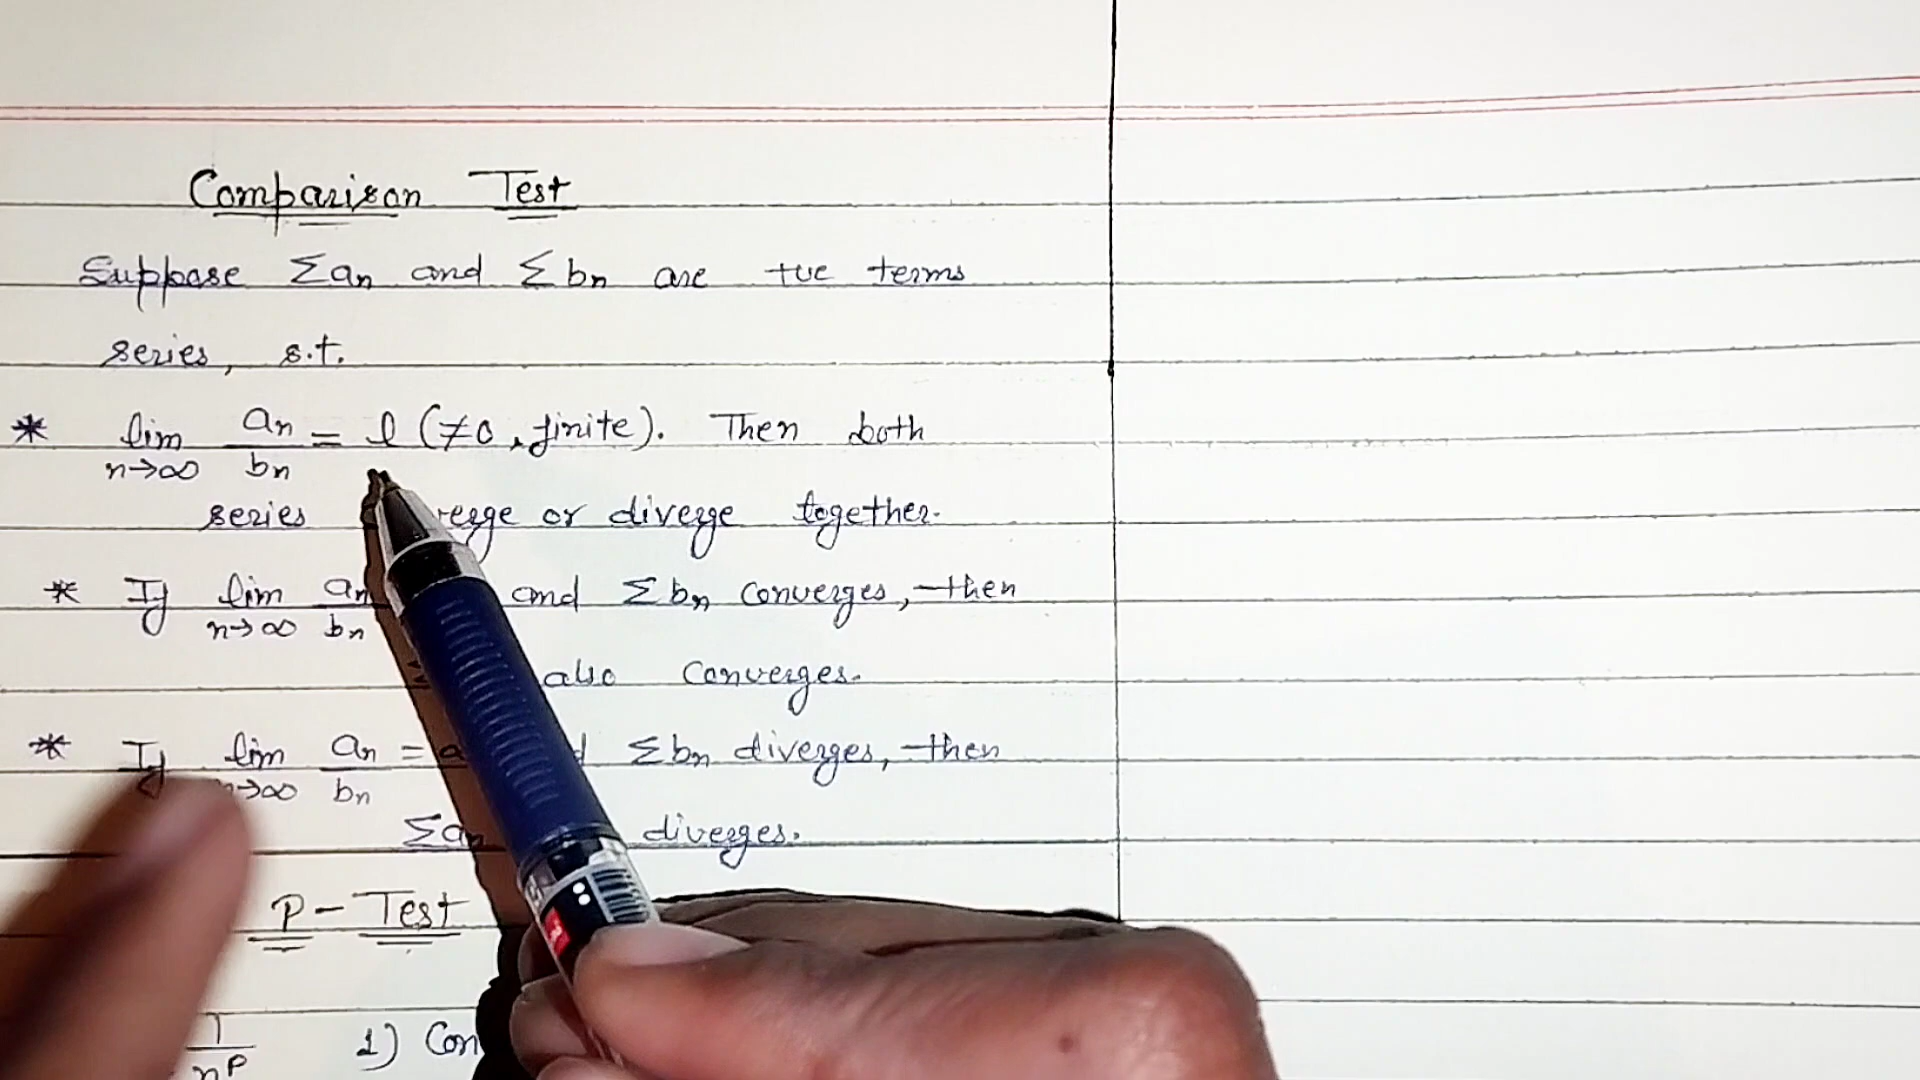 Comparison Test
Suppose Σan and Σbn are +ve terms
series, s.t.
* lim n→∞ an/bn = l (≠0, finite). Then both
series verge or diverge together.
* If lim n→∞ an/bn and Σbn converges, then
also converges.
* If lim n→∞ an/bn = Σbn diverges, then
Σan diverges.
P - Test
1/n^p 1) Con